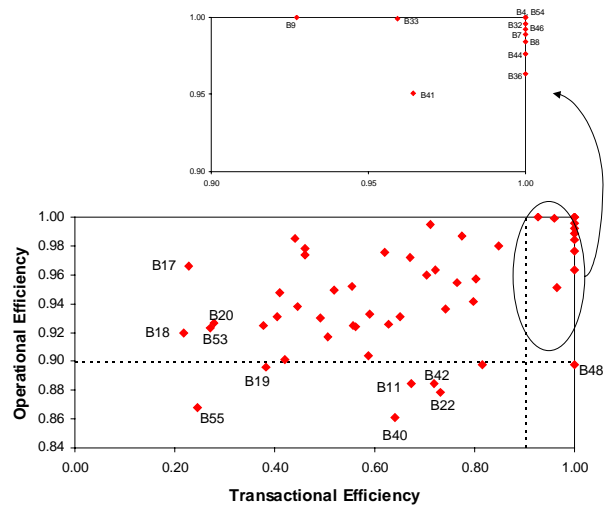 1.00
B9
B33
B4
B54
B32
B46
B7
B8
B44
B36
0.95
B41
0.90
0.90
0.95
1.00
Operational Efficiency
1.00
0.98
0.96
0.94
0.92
0.90
0.88
0.86
0.84
B17
B20
B18
B53
B19
B55
B11
B42
B22
B40
B48
0.00
0.20
0.40
0.60
0.80
1.00
Transactional Efficiency